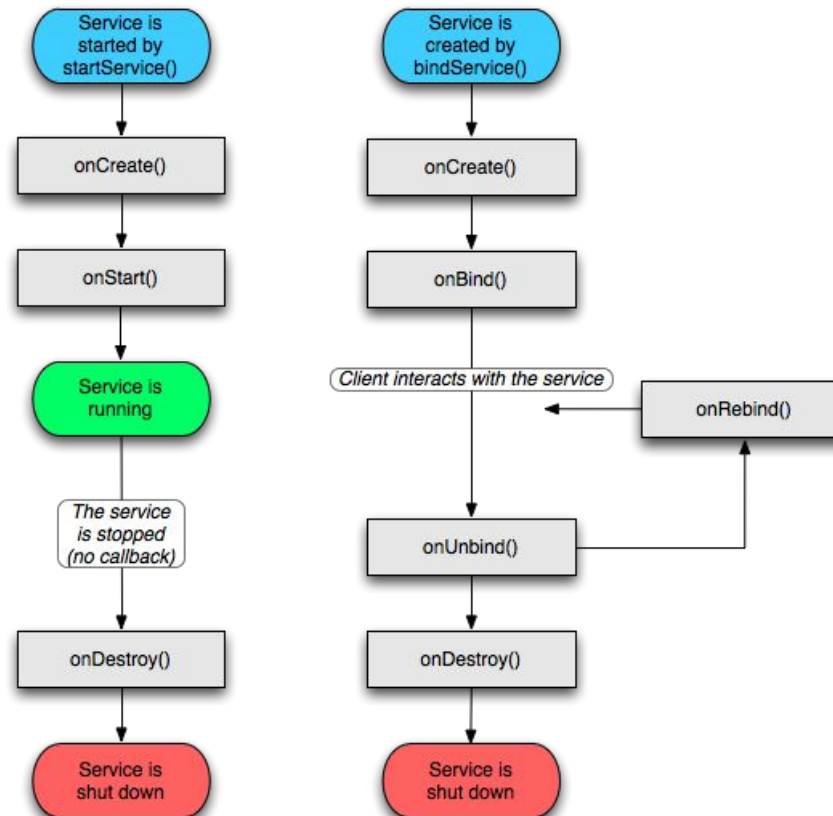 Service is
started by
startService()
onCreate()
onStart()
Service is
running
The service
is stopped
(no callback)
onDestroy()
Service is
shut down
Service is
created by
bindService()
onCreate()
onBind()
Client interacts with the service
onRebind()
onUnbind()
onDestroy()
Service is
shut down